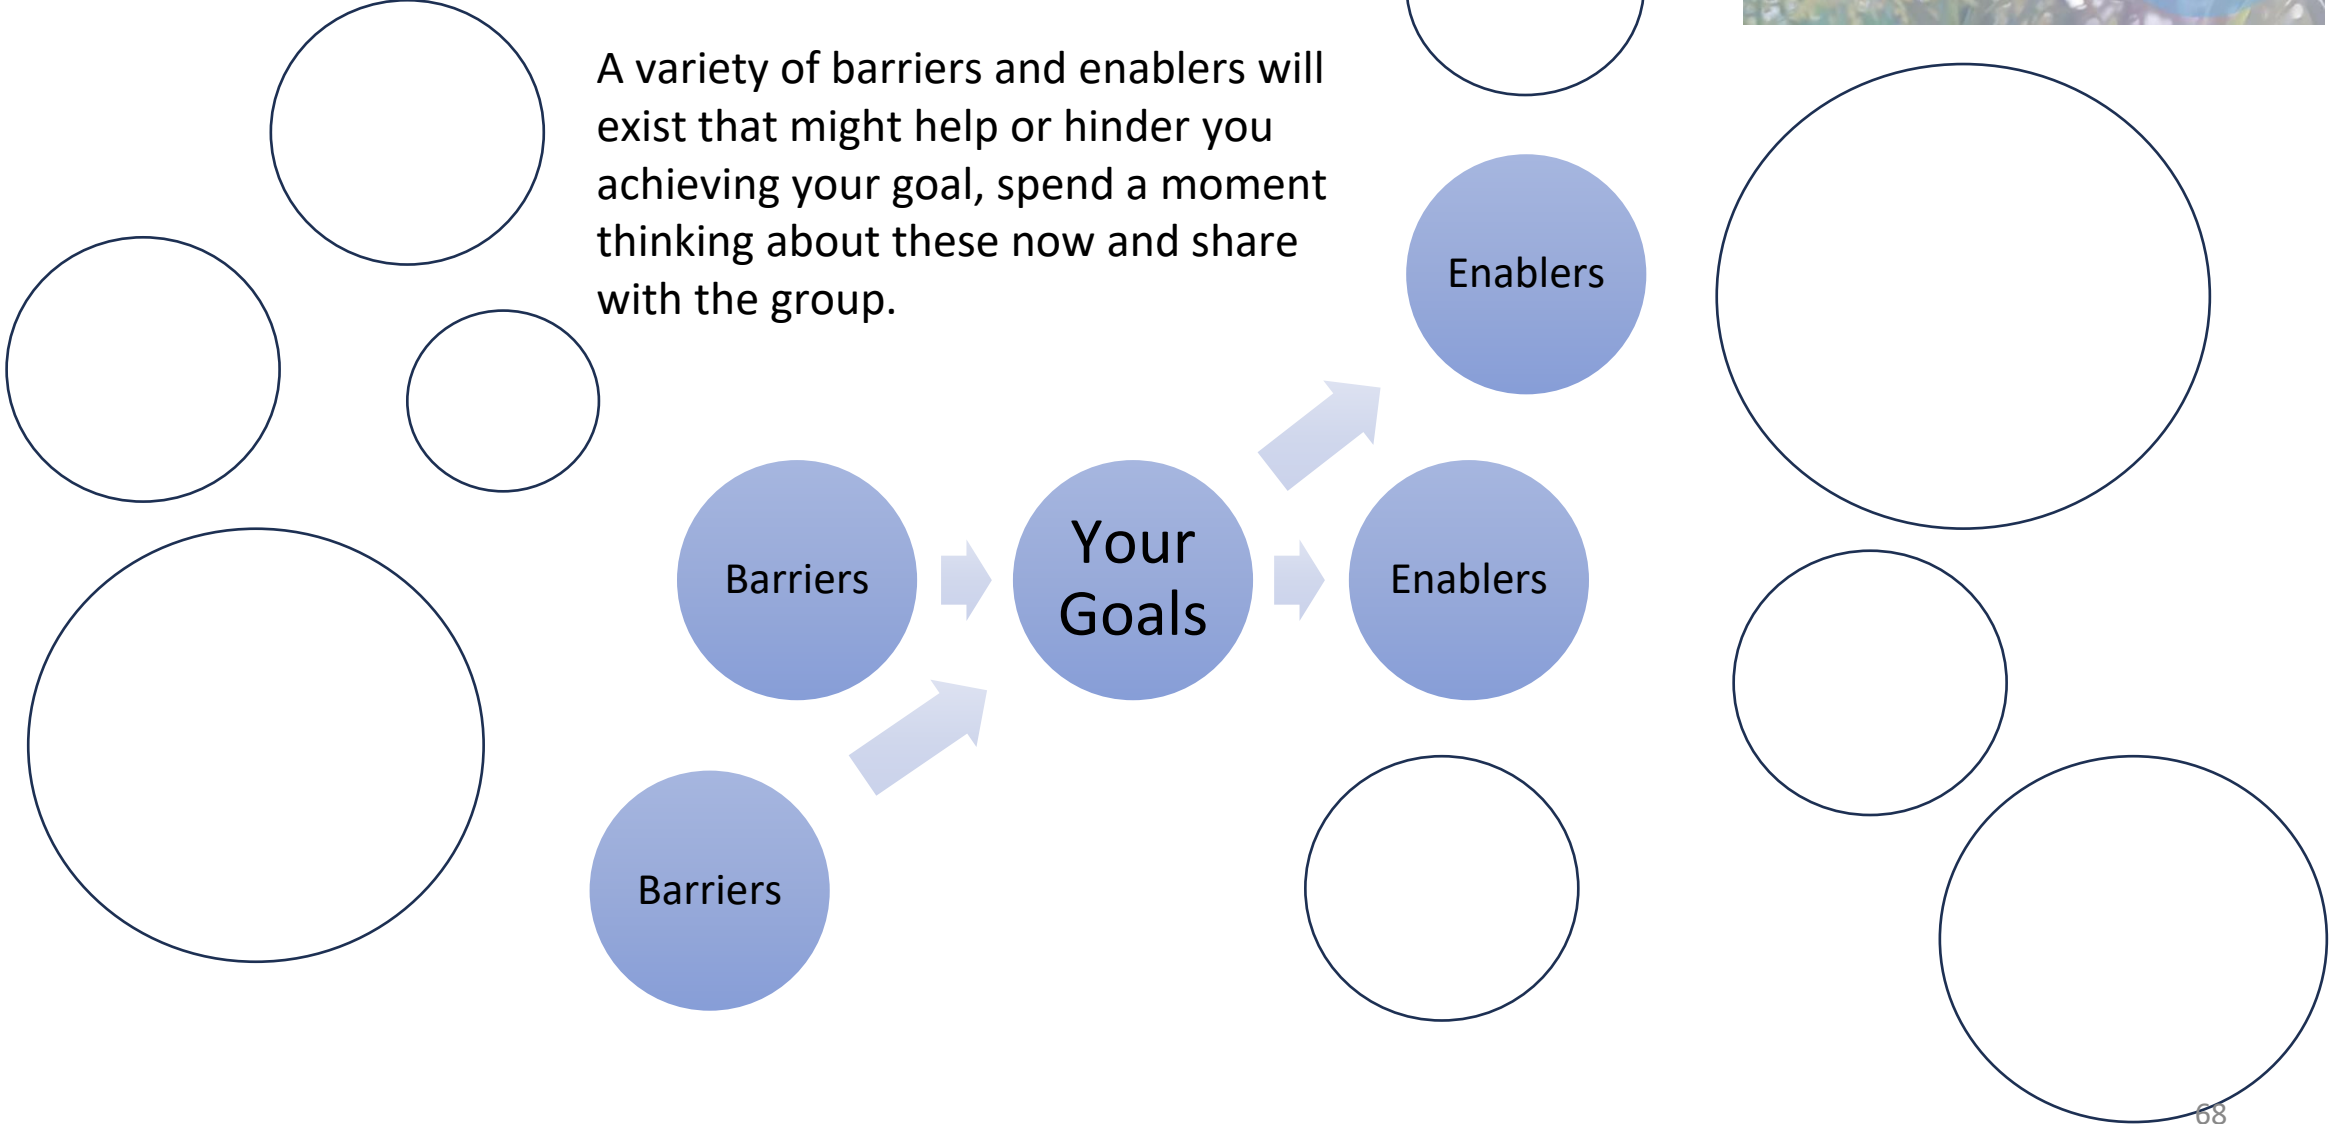 A variety of barriers and enablers will
exist that might help or hinder you
achieving your goal, spend a moment
thinking about these now and share
with the group.
Enablers
Barriers
Your
Goals
Enablers
Barriers
68